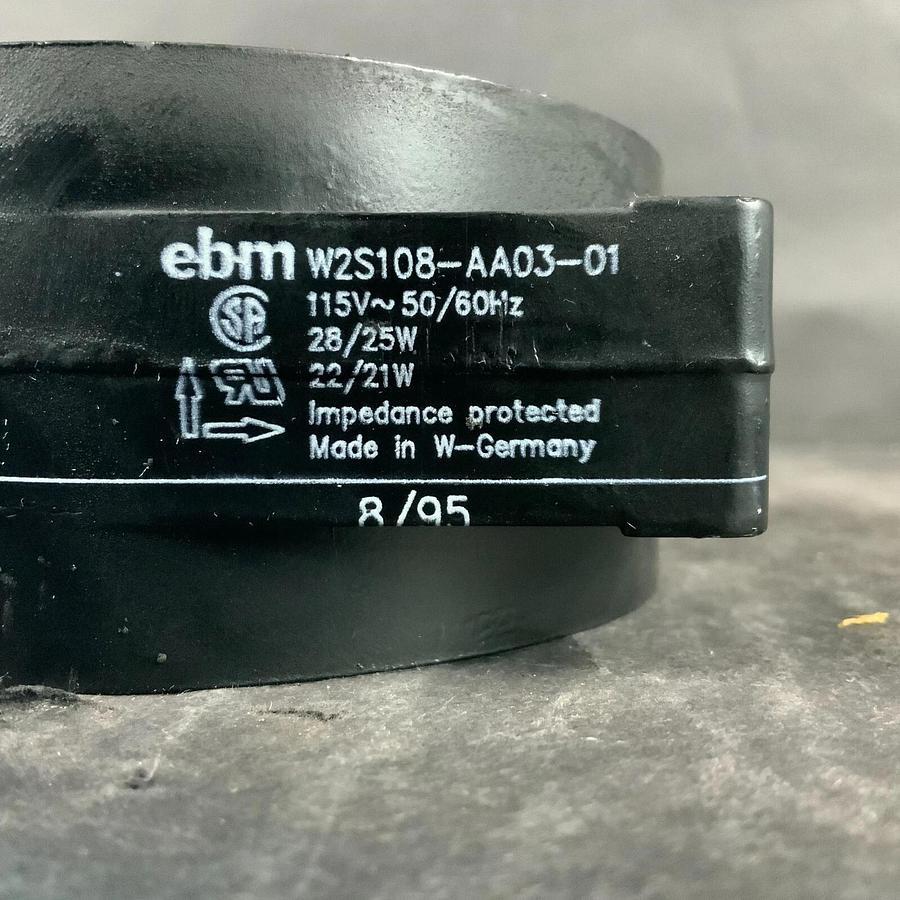 ebm W2S108-AA03-01
115V~ 50/60Hz
28/25W
22/21W
Impedance protected
Made in W-Germany
8/95